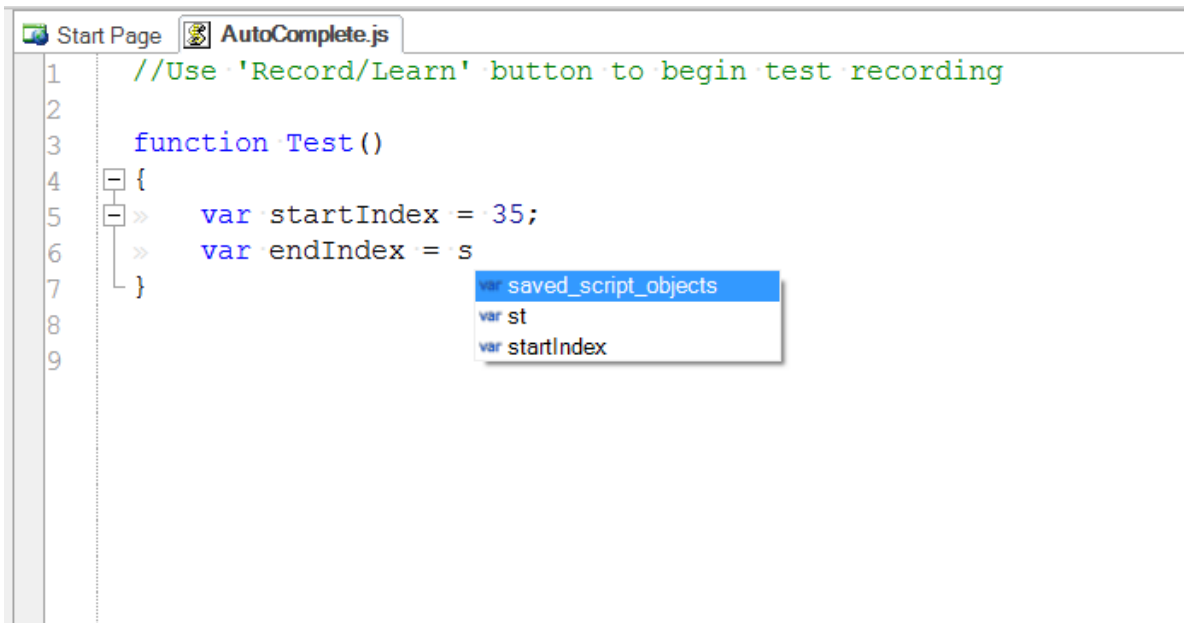 Start Page AutoComplete.js
1 //Use 'Record/Learn' button to begin test recording
2
3 function Test()
4 {
5 var startIndex = 35;
6 var endIndex = s
7 }
var saved_script_objects
var st
8
var startIndex
9